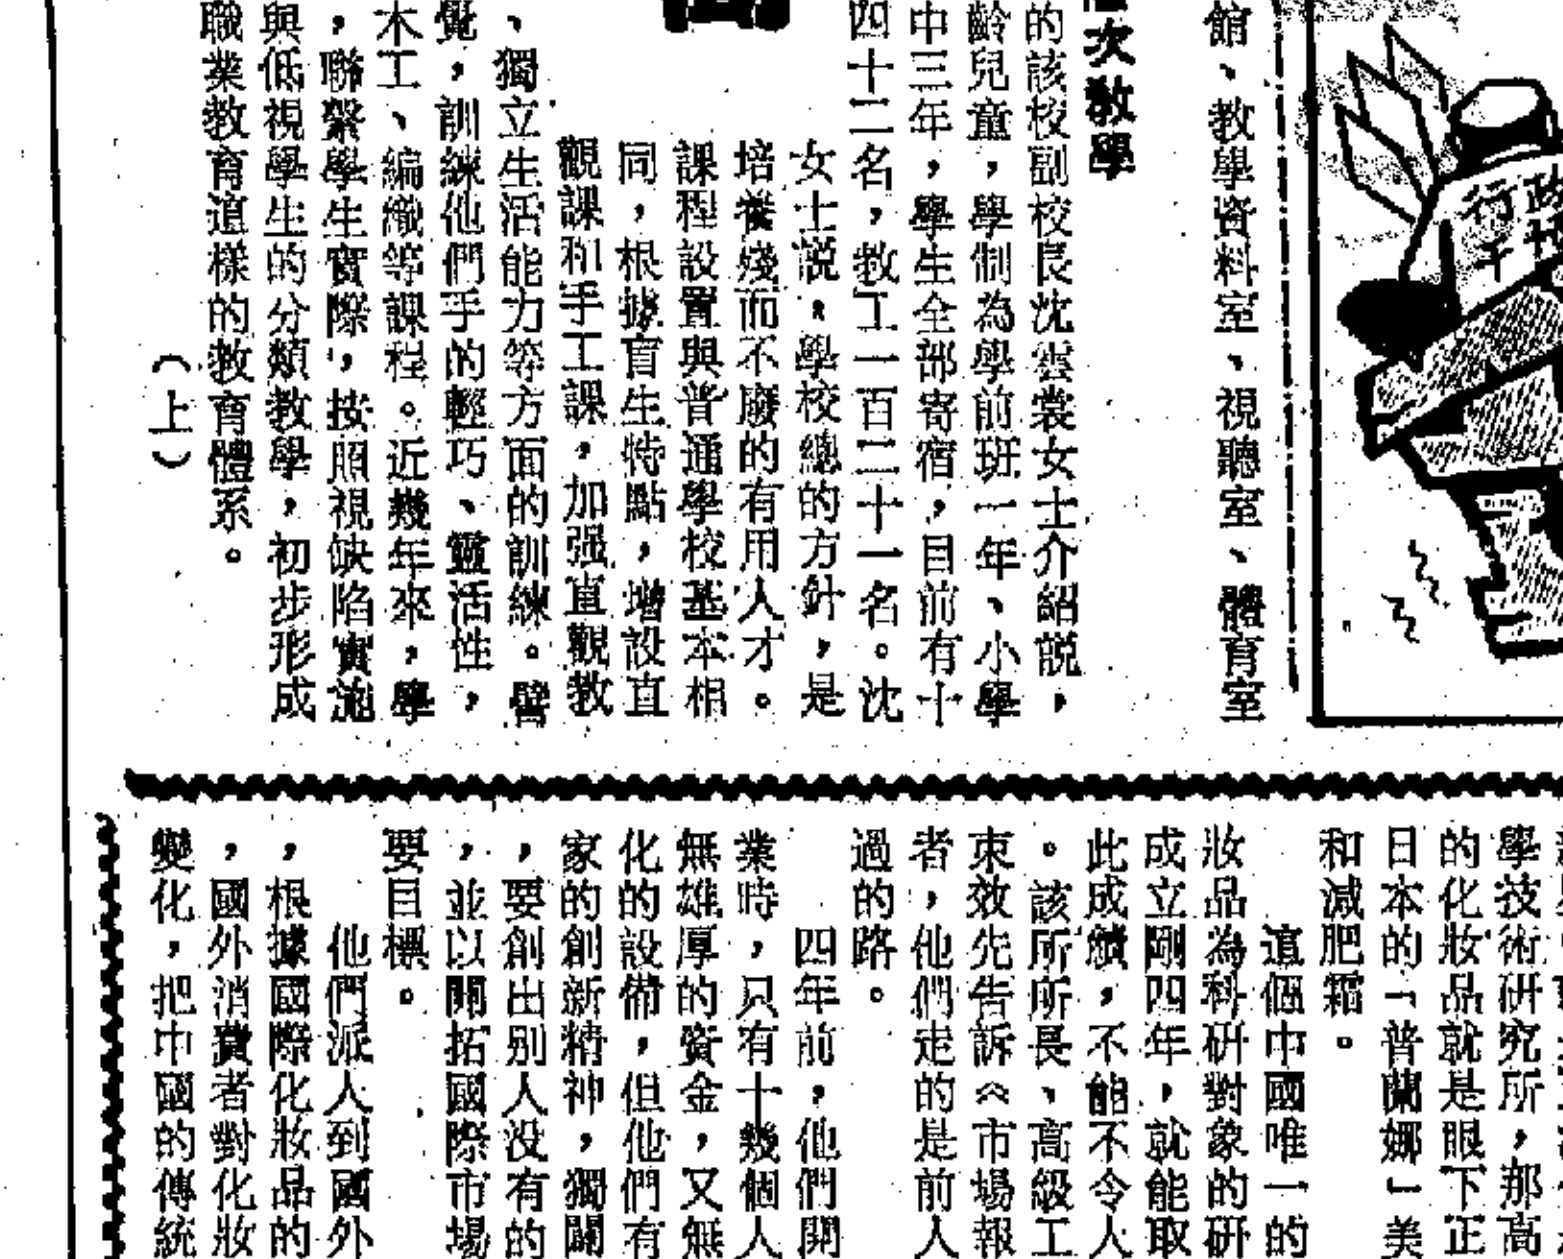 館、教學資料室、視聽室、體育室
次教學
的該校副校長沈雲裳女士介紹説，
齡兒童，學制為學前班一年、小學
中三年，學生全部寄宿，目前有十
四十二名，教工一百二十一名。沈
女士説，學校總的方針，是
培養殘而不廢的有用人才。
課程設置與普通學校基本相
同，根據盲生特點，增設直
觀課和手工課，加强直觀教
、獨立生活能力等方面的訓練。譬
覺，訓練他們手的輕巧、靈活性，
木工、編織等課程。近幾年來，學
，聯繫學生實際，按照視缺陷實施
與低視學生的分類教學，初步形成
職業教育這樣的教育體系。
（上）
行政
學技術研究所，那高
的化妝品就是眼下正
日本的「普蘭娜」美
和減肥霜。
這個中國唯一的
妝品為科研對象的研
成立剛四年，就能取
此成績，不能不令人
。該所所長、高級工
束效先告訴《市場報
者，他們走的是前人
過的路。
四年前，他們開
業時，只有十幾個人
無雄厚的資金，又無
化的設備，但他們有
家的創新精神，獨闢
，要創出别人没有的
，並以開拓國際市場
要目標。
他們派人到國外
，根據國際化妝品的
，國外消費者對化妝
變化，把中國的傳統